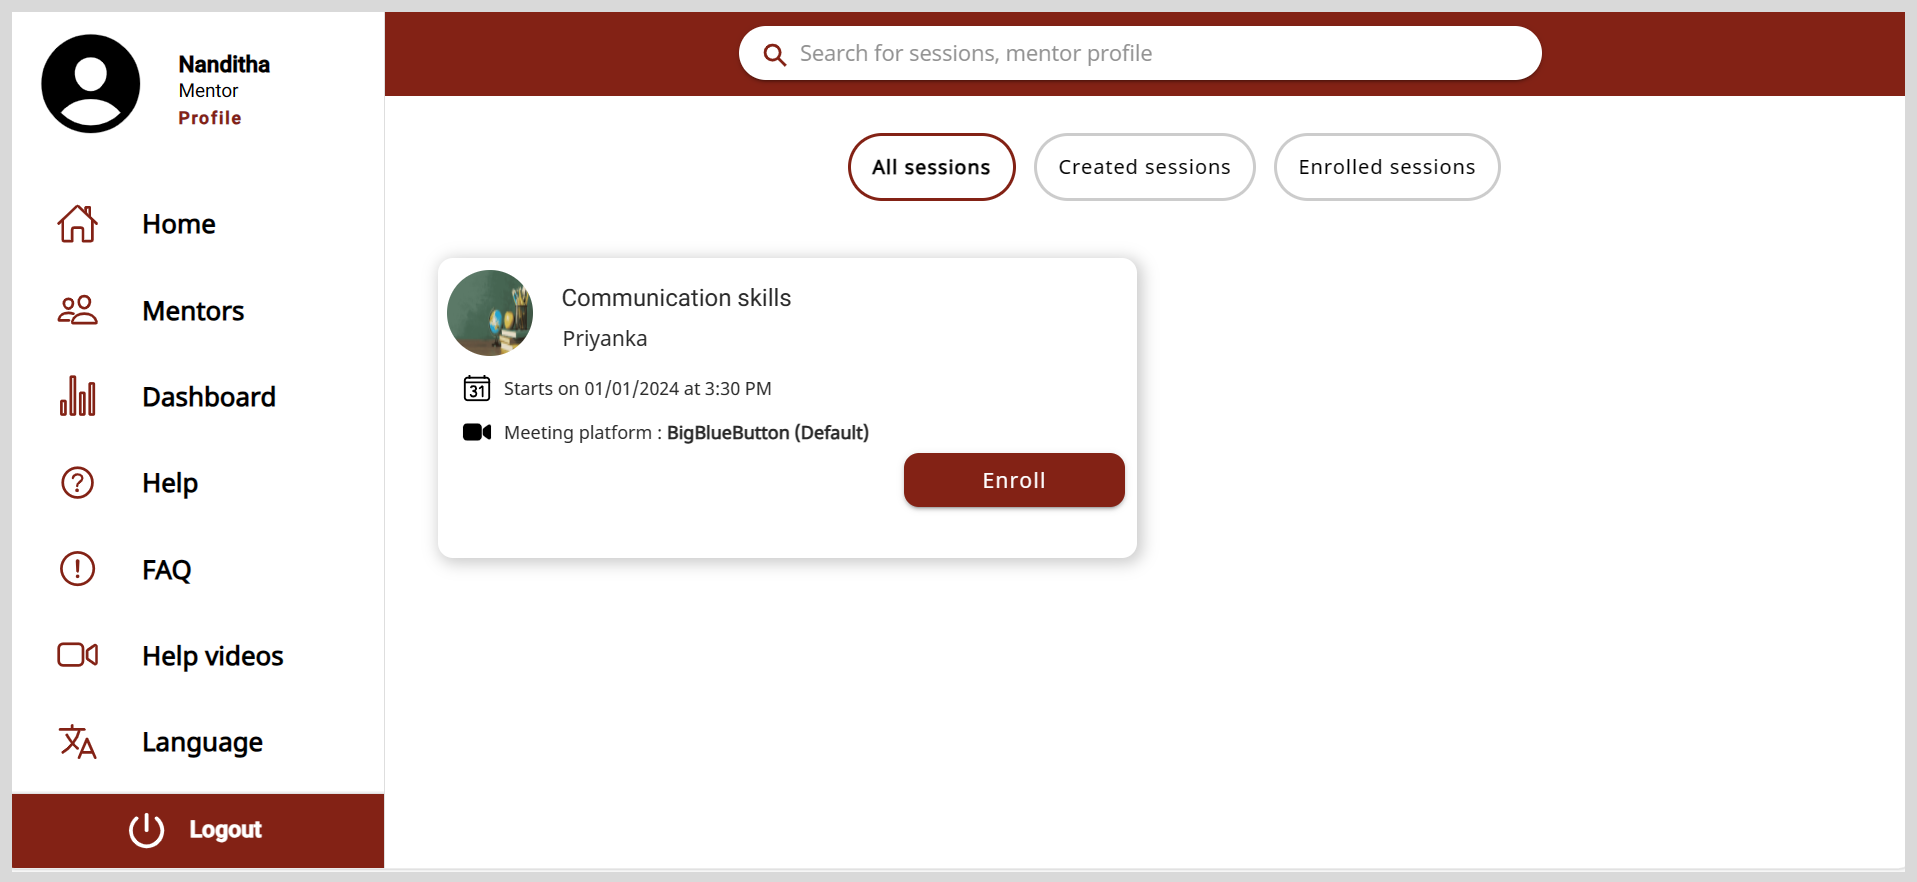 Nanditha
Mentor
Profile
Home
Mentors
Dashboard
Help
FAQ
Help videos
Language
Logout
Search for sessions, mentor profile
All sessions
Created sessions
Enrolled sessions
Communication skills
Priyanka
31
Starts on 01/01/2024 at 3:30 PM
Meeting platform : BigBlueButton (Default)
Enroll